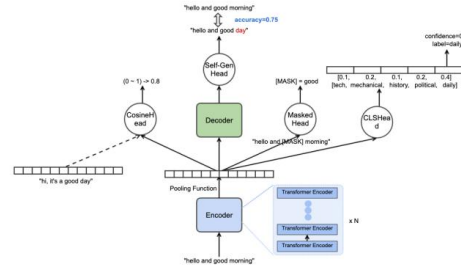 "hello and good morning"
accuracy=0.75
"hello and good day"
Self-Gen
Head
confidence=0
label=daily
(0 ~ 1) -> 0.8
[MASK] = good
[0.1, 0.2, 0.1, 0.2, 0.4]
[tech, mechanical, history, political, daily]
CosineH
ead
Decoder
Masked
Head
CLSHea
d
"hello and [MASK] morning"
"hi, it's a good day"
Pooling Function
Encoder
Transformer Encoder
Transformer Encoder
Transformer Encoder
x N
"hello and good morning"